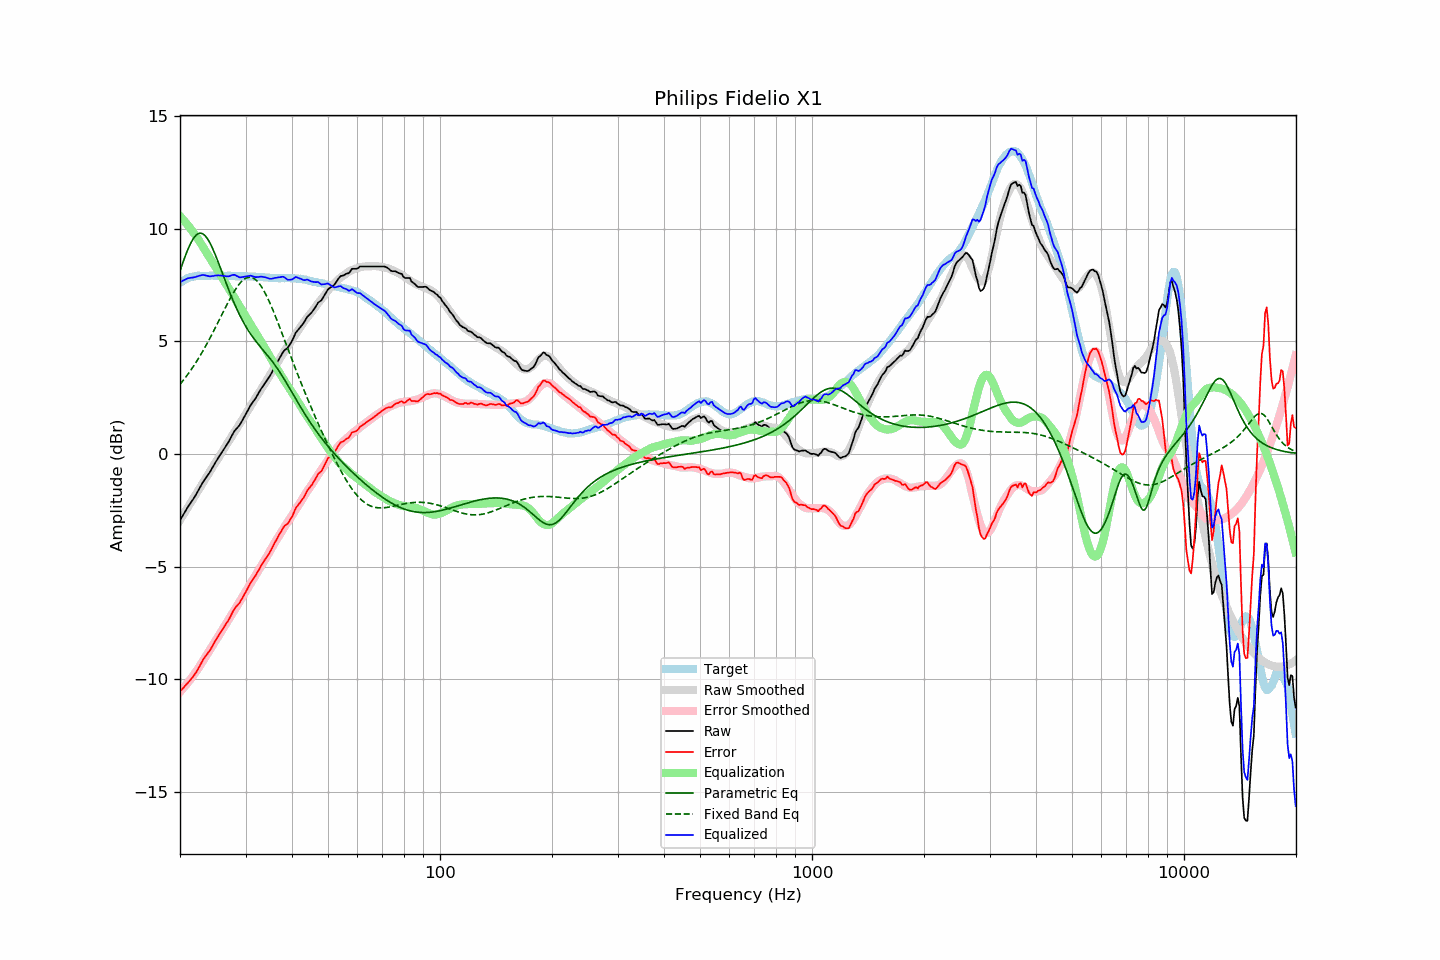 Philips Fidelio X1
15
10
5
0
−5
−10
−15
Amplitude (dBr)
Target
Raw Smoothed
Error Smoothed
Raw
Error
Equalization
Parametric Eq
Fixed Band Eq
Equalized
100
1000
10000
Frequency (Hz)